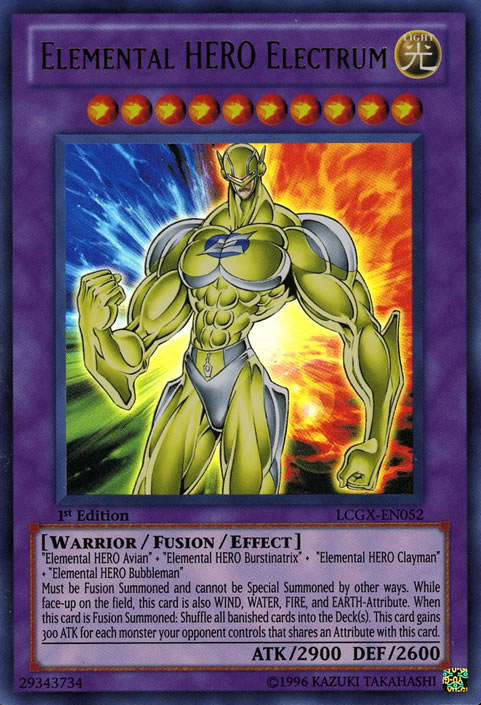 ELEMENTAL HERO ELECTRUM
LIGHT
光
1st Edition
LCGX-EN052
[WARRIOR / FUSION / EFFECT]
"Elemental HERO Avian" + "Elemental HERO Burstinatrix" + "Elemental HERO Clayman"
+ "Elemental HERO Bubbleman"
Must be Fusion Summoned and cannot be Special Summoned by other ways. While
face-up on the field, this card is also WIND, WATER, FIRE, and EARTH-Attribute. When
this card is Fusion Summoned: Shuffle all banished cards into the Deck(s). This card gains
300 ATK for each monster your opponent controls that shares an Attribute with this card.
ATK/2900 DEF/2600
29343734
©1996 KAZUKI TAKAHASHI